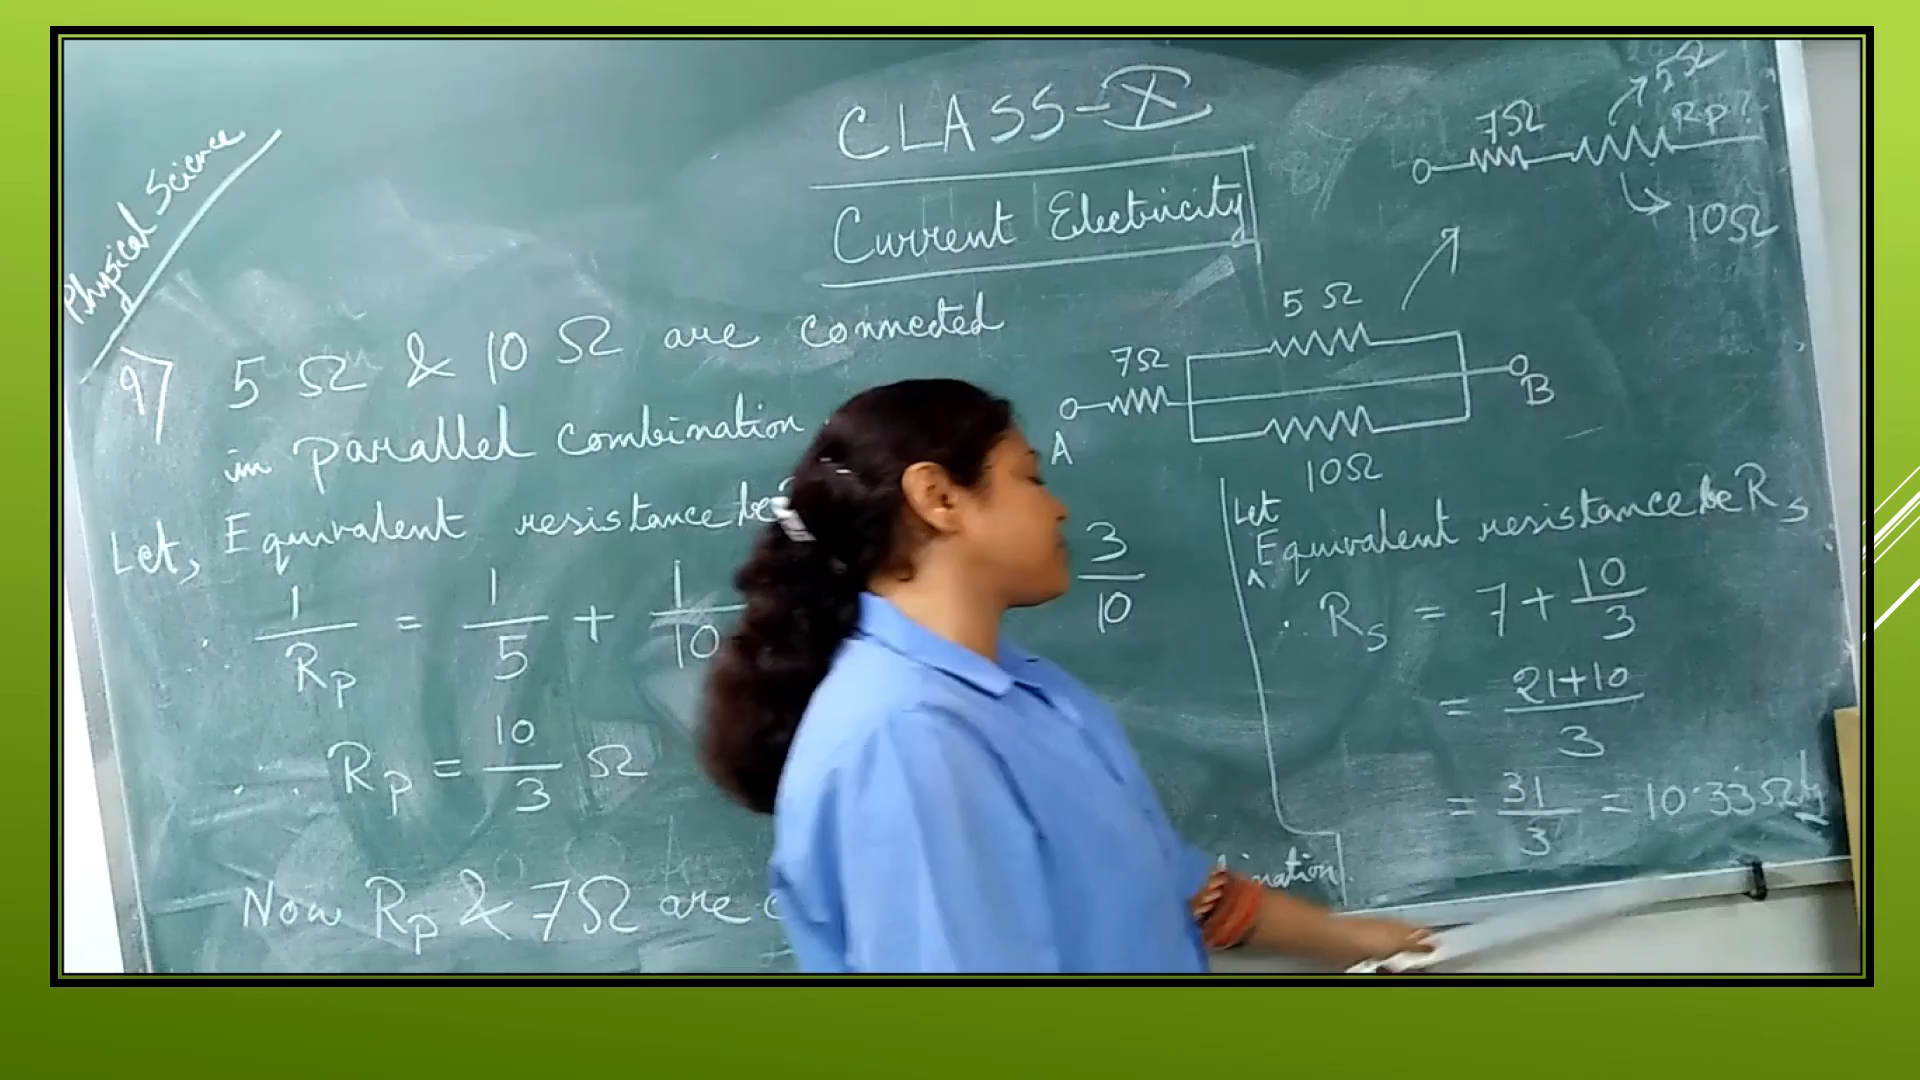 Physical Science
CLASS-X
Current Electricity
9) 5 Ω & 10 Ω are connected
in parallel combination
Let, Equivalent resistance be
1/Rp = 1/5 + 1/10
3/10
∴ Rp = 10/3 Ω
Now Rp & 7Ω are
7Ω
5Ω
Rp?
10Ω
5 Ω
7Ω
A
B
10Ω
Let
Equivalent resistance be Rs
∴ Rs = 7 + 10/3
= 21+10/3
= 31/3 = 10.33Ω